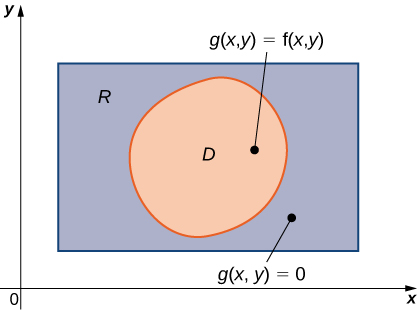 y
g(x,y) = f(x,y)
R
D
g(x, y) = 0
0
x